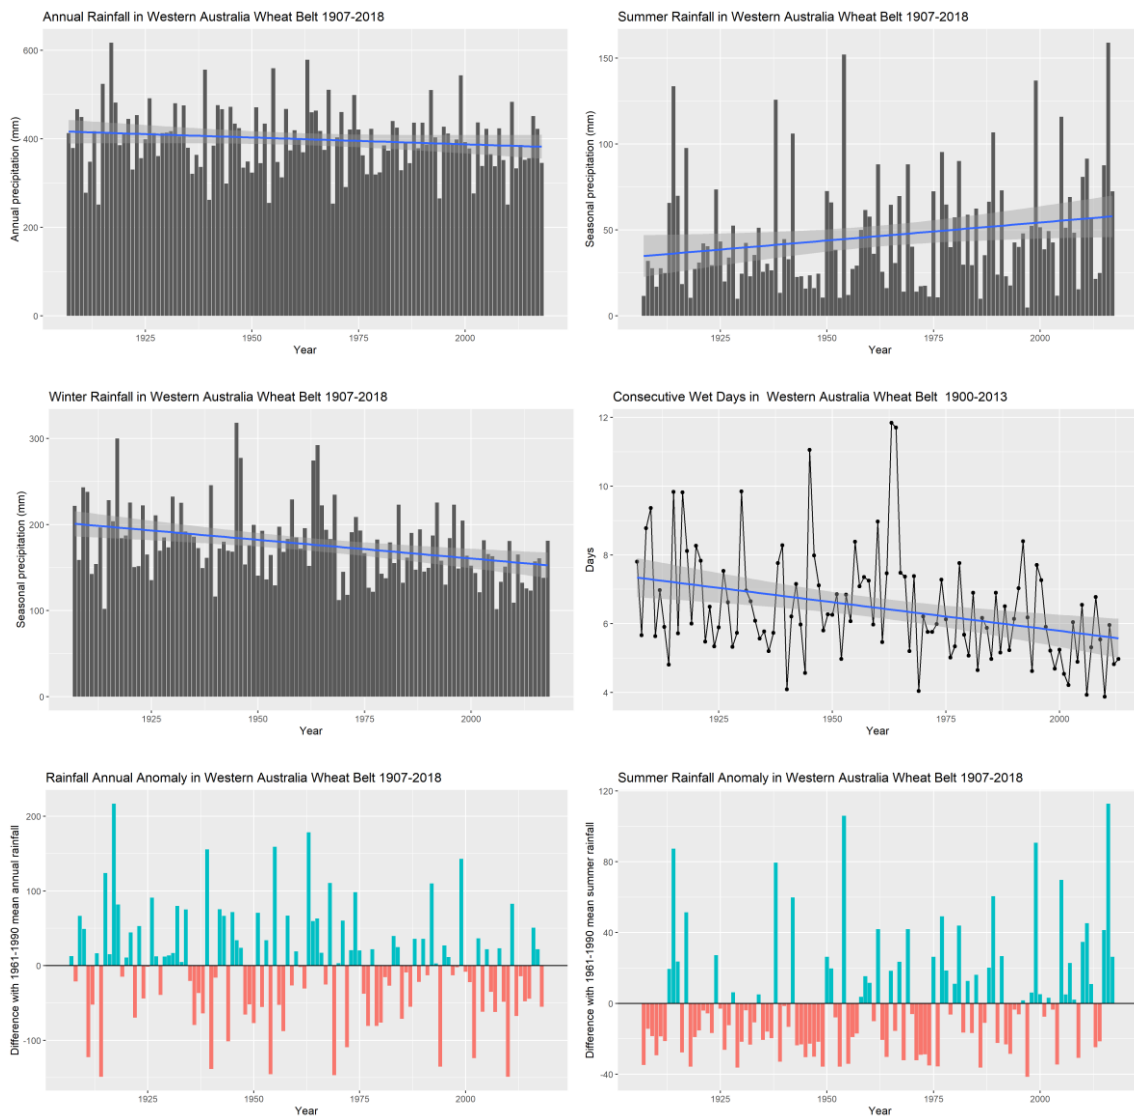 Annual Rainfall in Western Australia Wheat Belt 1907-2018
600
400
200
0
Annual precipitation (mm)
1925
1950
1975
2000
Year
Summer Rainfall in Western Australia Wheat Belt 1907-2018
150
100
50
0
Seasonal precipitation (mm)
1925
1950
1975
2000
Year
Winter Rainfall in Western Australia Wheat Belt 1907-2018
300
200
100
0
Seasonal precipitation (mm)
1925
1950
1975
2000
Year
Consecutive Wet Days in  Western Australia Wheat Belt  1900-2013
12
10
8
6
4
Days
1925
1950
1975
2000
Year
Rainfall Annual Anomaly in Western Australia Wheat Belt 1907-2018
200
100
0
-100
Difference with 1961-1990 mean annual rainfall
1925
1950
1975
2000
Year
Summer Rainfall Anomaly in Western Australia Wheat Belt 1907-2018
120
80
40
0
-40
Difference with 1961-1990 mean summer rainfall
1925
1950
1975
2000
Year